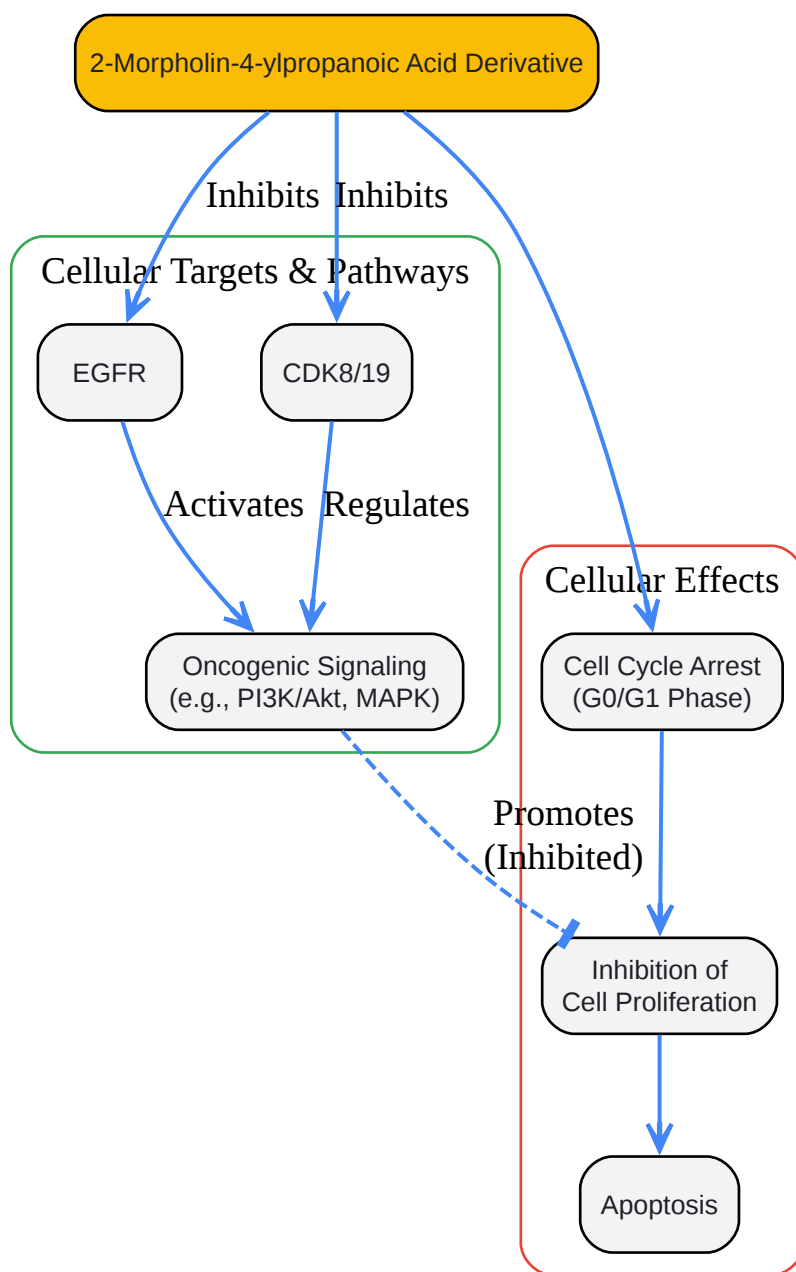 2-Morpholin-4-ylpropanoic Acid Derivative
Inhibits
Inhibits
Cellular Targets & Pathways
EGFR
CDK8/19
Activates
Regulates
Cellular Effects
Oncogenic Signaling
(e.g., PI3K/Akt, MAPK)
Cell Cycle Arrest
(G0/G1 Phase)
Promotes
(Inhibited)
Inhibition of
Cell Proliferation
Apoptosis